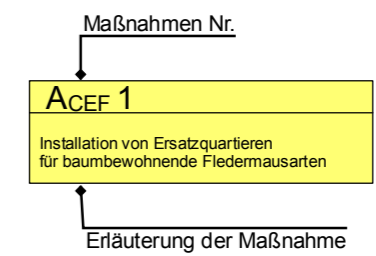 Maßnahmen Nr.
ACEF 1
Installation von Ersatzquartieren
für baumbewohnende Fledermausarten
Erläuterung der Maßnahme